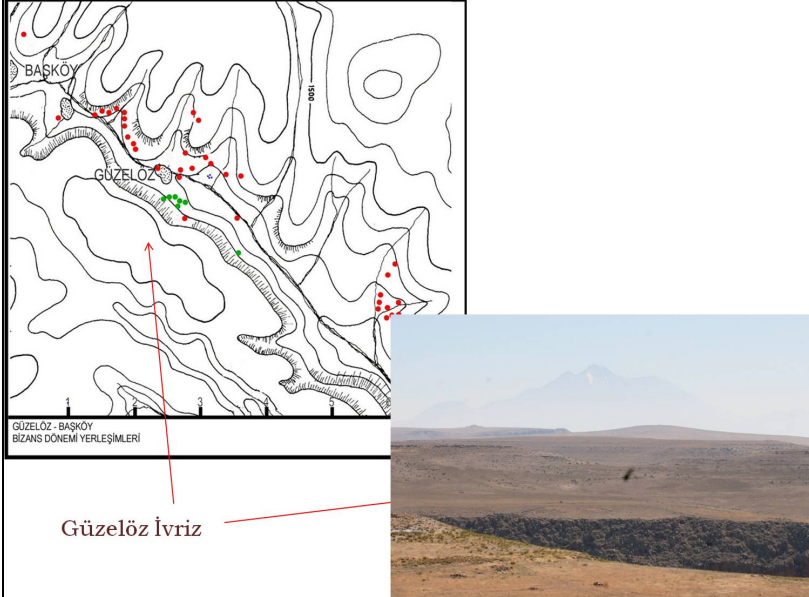 BAŞKÖY
1500
GÜZELÖZ
1 2 3 4 5
GÜZELÖZ - BAŞKÖY
BİZANS DÖNEMİ YERLEŞİMLERİ
Güzelöz İvriz